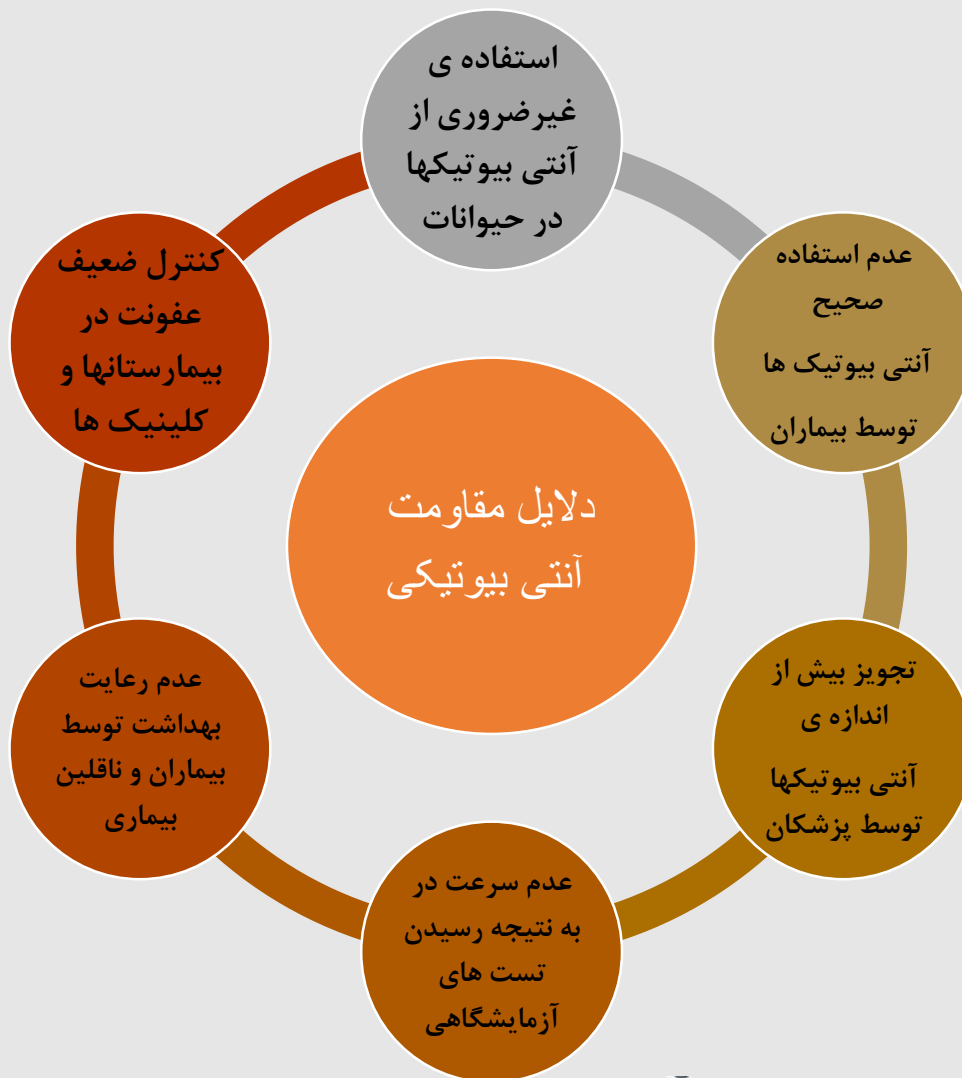 استفاده ی
غیرضروری از
آنتی بیوتیکها
در حیوانات
عدم استفاده
صحیح
آنتی بیوتیک ها
توسط بیماران
تجویز بیش از
اندازه ی
آنتی بیوتیکها
توسط پزشکان
عدم سرعت در
به نتیجه رسیدن
تست های
آزمایشگاهی
عدم رعایت
بهداشت توسط
بیماران و ناقلین
بیماری
کنترل ضعیف
عفونت در
بیمارستانها و
کلینیک ها
دلایل مقاومت
آنتی بیوتیکی